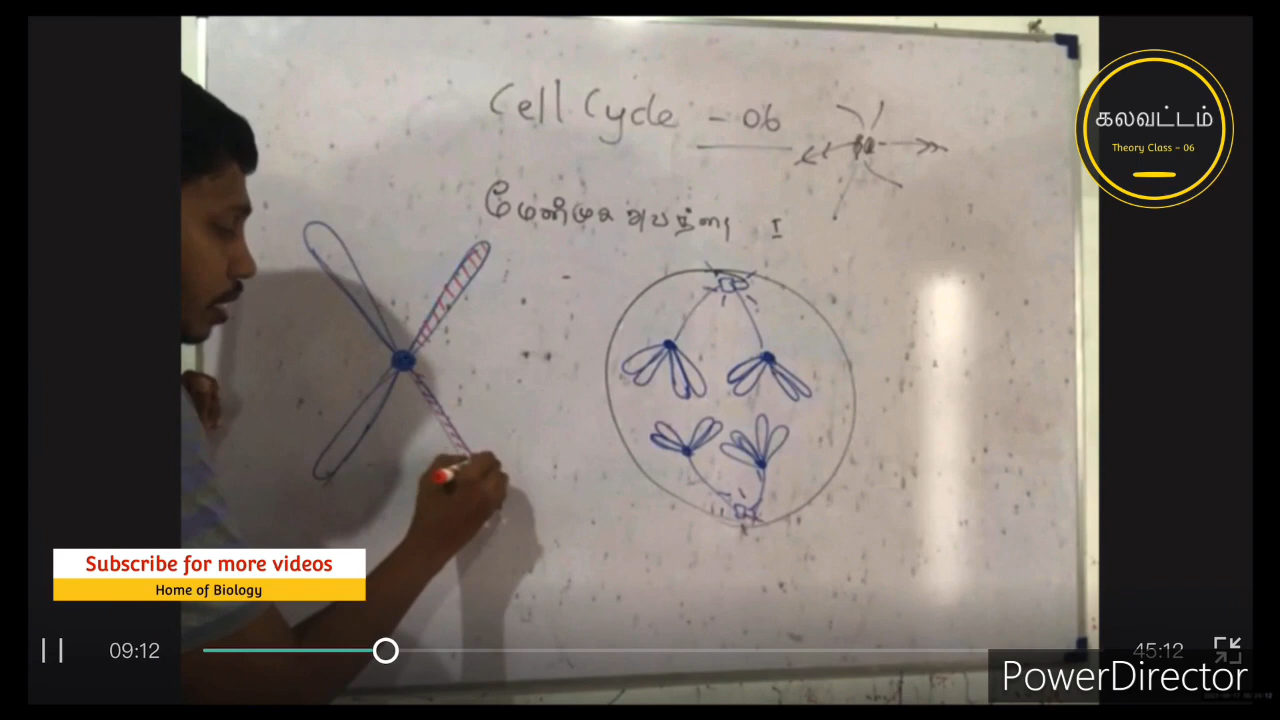 Cell Cycle - 06
மேன்முக அவத்தை I
கலவட்டம்
Theory Class - 06
Subscribe for more videos
Home of Biology
09:12
45:12
PowerDirector